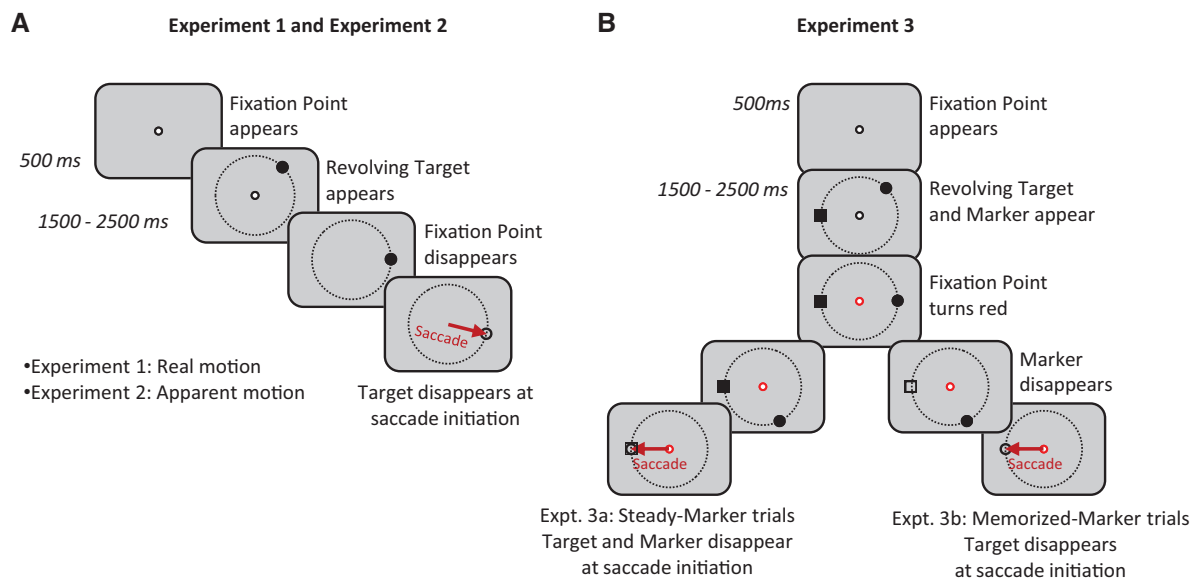 A
Experiment 1 and Experiment 2
Fixation Point
appears
500 ms
Revolving Target
appears
1500 - 2500 ms
Fixation Point
disappears
Saccade
•Experiment 1: Real motion
•Experiment 2: Apparent motion
Target disappears at
saccade initiation
B
Experiment 3
500ms
Fixation Point
appears
1500 - 2500 ms
Revolving Target
and Marker appear
Fixation Point
turns red
Marker
disappears
Saccade
Saccade
Expt. 3a: Steady-Marker trials
Target and Marker disappear
at saccade initiation
Expt. 3b: Memorized-Marker trials
Target disappears
at saccade initiation